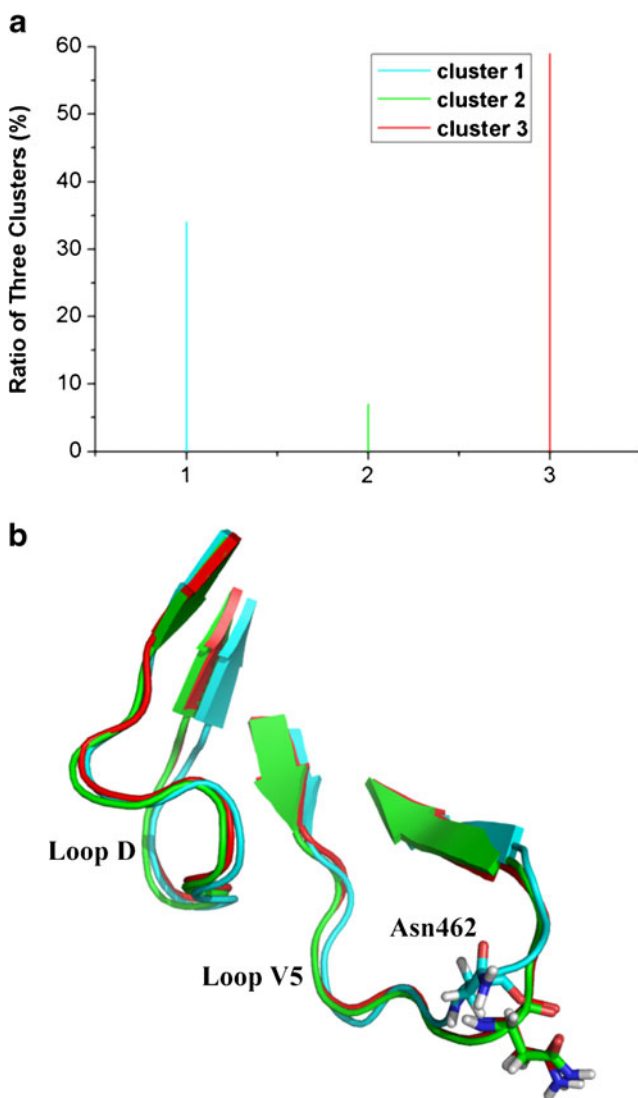 a
Ratio of Three Clusters (%)
60
50
40
30
20
10
0
1
2
3
cluster 1
cluster 2
cluster 3
b
Loop D
Asn462
Loop V5